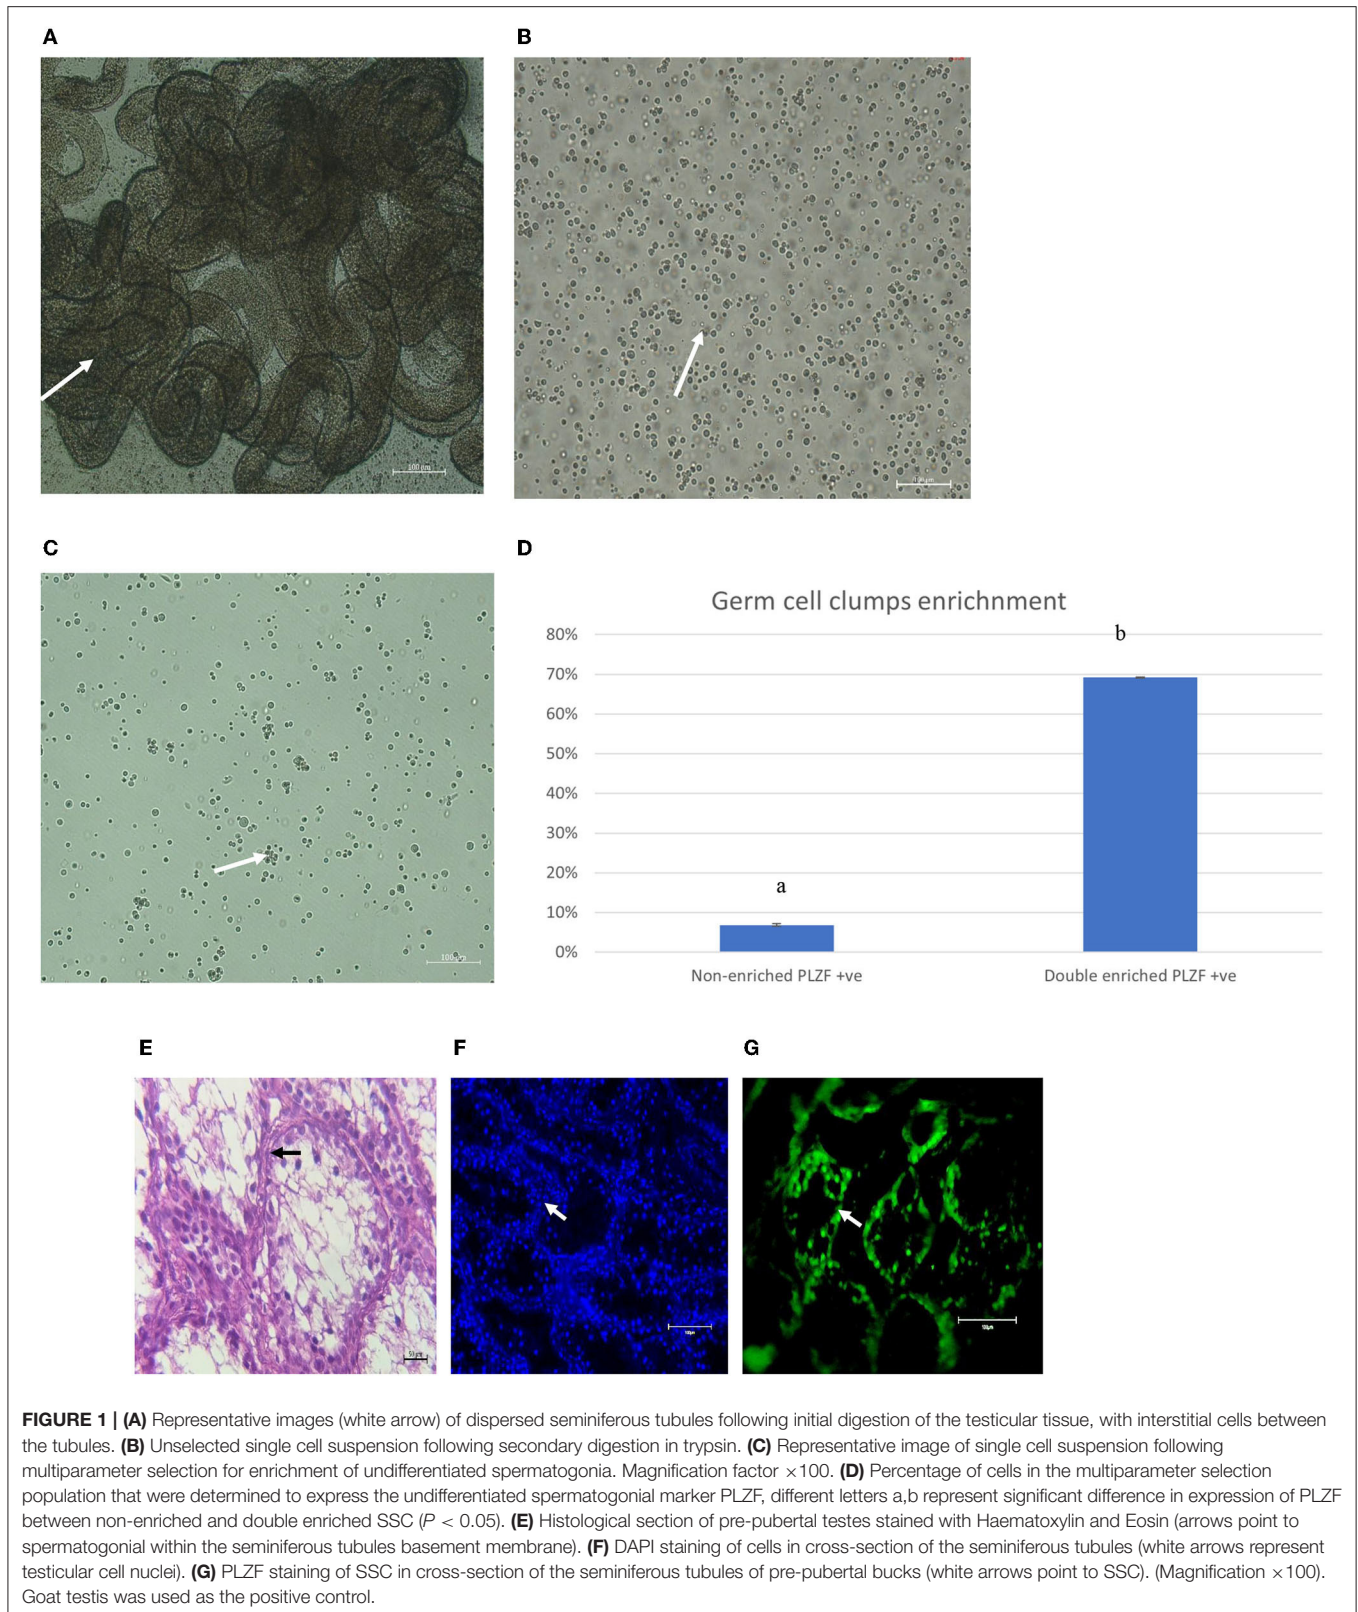 A
B
100 µm
100µm
C
D
100 µm
Germ cell clumps enrichnment
80%
70%
60%
50%
40%
30%
20%
10%
0%
b
a
Non-enriched PLZF +ve
Double enriched PLZF +ve
E
F
G
50µm
100µm
100µm
FIGURE 1 | (A) Representative images (white arrow) of dispersed seminiferous tubules following initial digestion of the testicular tissue, with interstitial cells between
the tubules. (B) Unselected single cell suspension following secondary digestion in trypsin. (C) Representative image of single cell suspension following
multiparameter selection for enrichment of undifferentiated spermatogonia. Magnification factor ×100. (D) Percentage of cells in the multiparameter selection
population that were determined to express the undifferentiated spermatogonial marker PLZF, different letters a,b represent significant difference in expression of PLZF
between non-enriched and double enriched SSC (P < 0.05). (E) Histological section of pre-pubertal testes stained with Haematoxylin and Eosin (arrows point to
spermatogonial within the seminiferous tubules basement membrane). (F) DAPI staining of cells in cross-section of the seminiferous tubules (white arrows represent
testicular cell nuclei). (G) PLZF staining of SSC in cross-section of the seminiferous tubules of pre-pubertal bucks (white arrows point to SSC). (Magnification ×100).
Goat testis was used as the positive control.